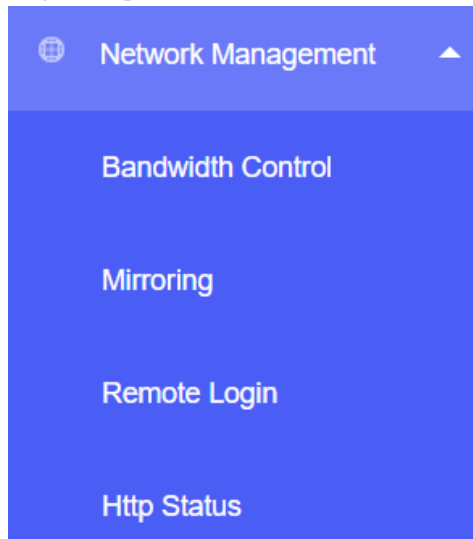 Network Management
Bandwidth Control
Mirroring
Remote Login
Http Status